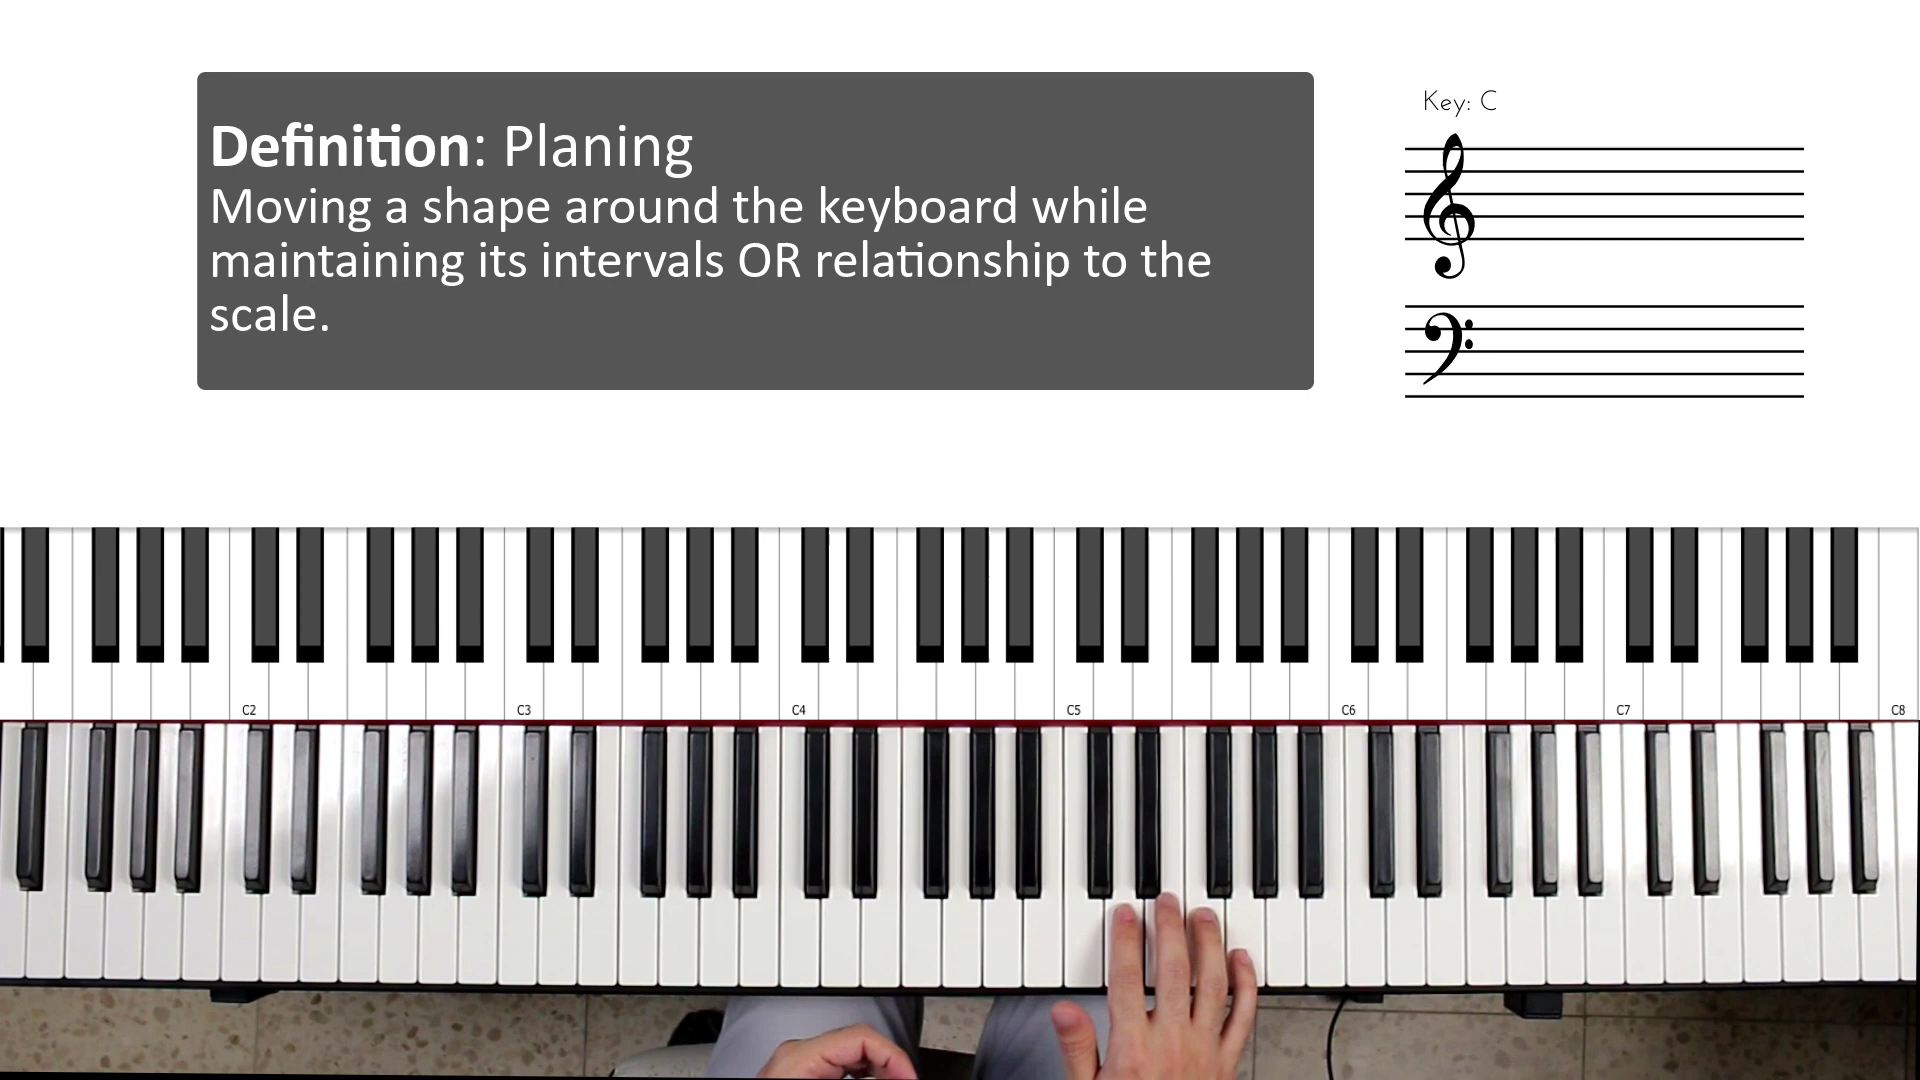 Definition: Planing
Moving a shape around the keyboard while
maintaining its intervals OR relationship to the
scale.
Key: C
C2 C3 C4 C5 C6 C7 C8